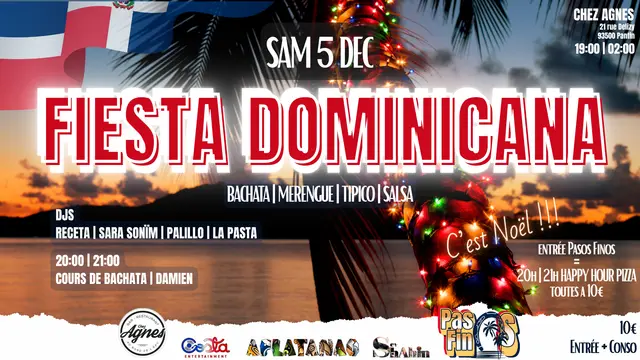 CHEZ AGNES
21 rue Delizy
93500 Pantin
19:00 | 02:00
SAM 5 DEC
FIESTA DOMINICANA
BACHATA | MERENGUE | TIPICO | SALSA
DJS
RECETA | SARA SONÏM | PALILLO | LA PASTA
20:00 | 21:00
COURS DE BACHATA | DAMIEN
C'est Noël !!!
ENTRÉE PASOS FINOS
=
20H | 21H HAPPY HOUR PIZZA
TOUTES A 10€
Agnes
ENTERTAINMENT
APLATANAO
Pasos
Finos
10€
ENTRÉE + CONSO